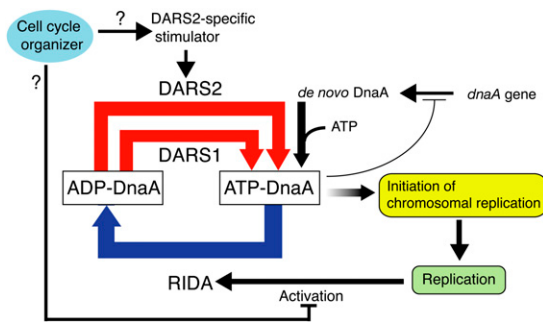 Cell cycle
organizer
?
DARS2-specific
stimulator
?
DARS2
de novo DnaA
dnaA gene
ATP
DARS1
ADP-DnaA
ATP-DnaA
Initiation of
chromosomal replication
RIDA
Activation
Replication